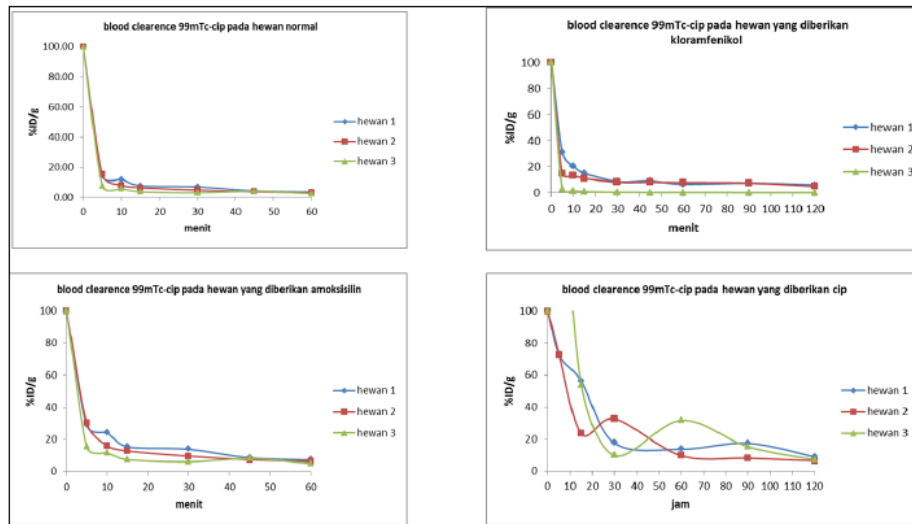 blood clearence 99mTc-cip pada hewan normal
100.00
80.00
60.00
40.00
20.00
0.00
%ID/g
0 20 40 60
menit
hewan 1
hewan 2
hewan 3
blood clearence 99mTc-cip pada hewan yang diberikan
kloramfenikol
100
80
60
40
20
0
%ID/g
0 10 20 30 40 50 60 70 80 90 100 110 120
menit
hewan 1
hewan 2
hewan 3
blood clearence 99mTc-cip pada hewan yang diberikan amoksisilin
100
80
60
40
20
0
%ID/g
0 10 20 30 40 50 60
menit
hewan 1
hewan 2
hewan 3
blood clearence 99mTc-cip pada hewan yang diberikan cip
100
80
60
40
20
0
%ID/g
0 10 20 30 40 50 60 70 80 90 100 110 120
jam
hewan 1
hewan 2
hewan 3